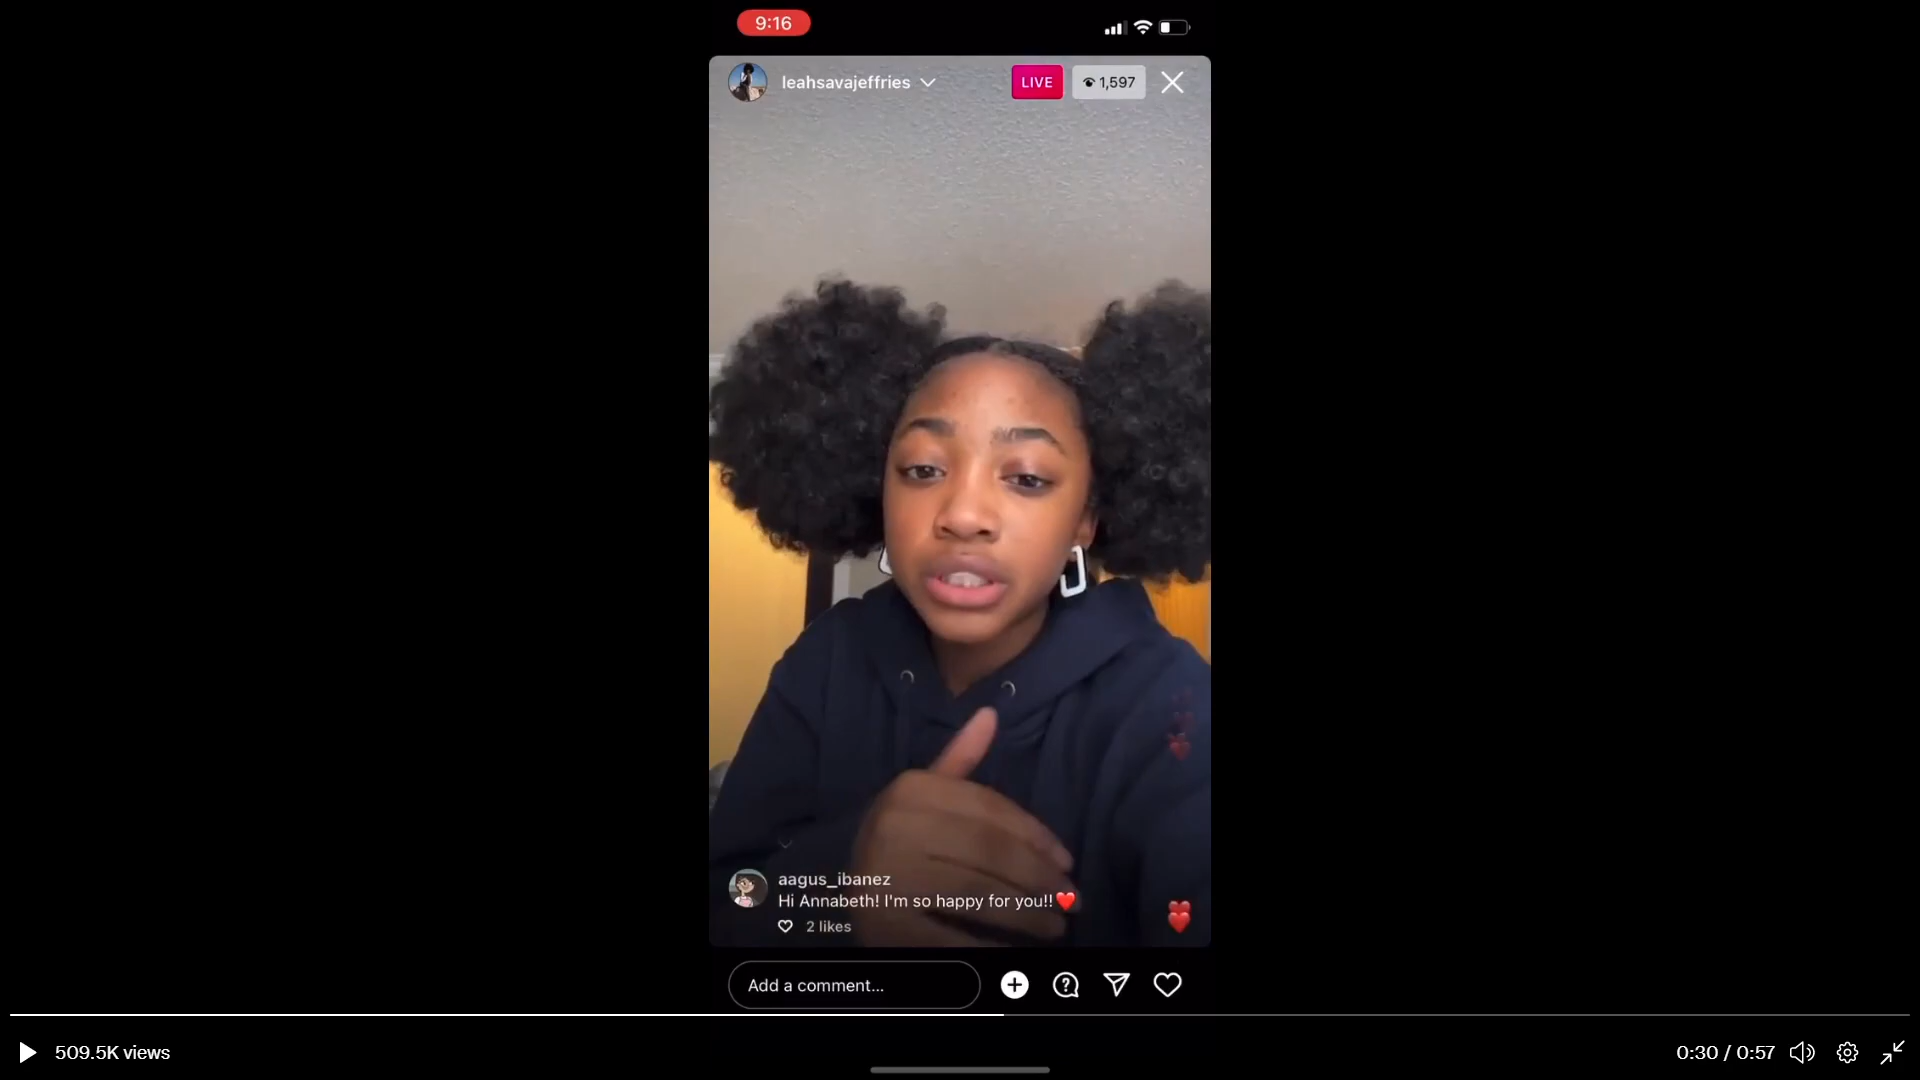 9:16
leahsavajeffries
LIVE
1,597
aagus_ibanez
Hi Annabeth! I'm so happy for you!!❤️
2 likes
Add a comment...
509.5K views
0:30 / 0:57